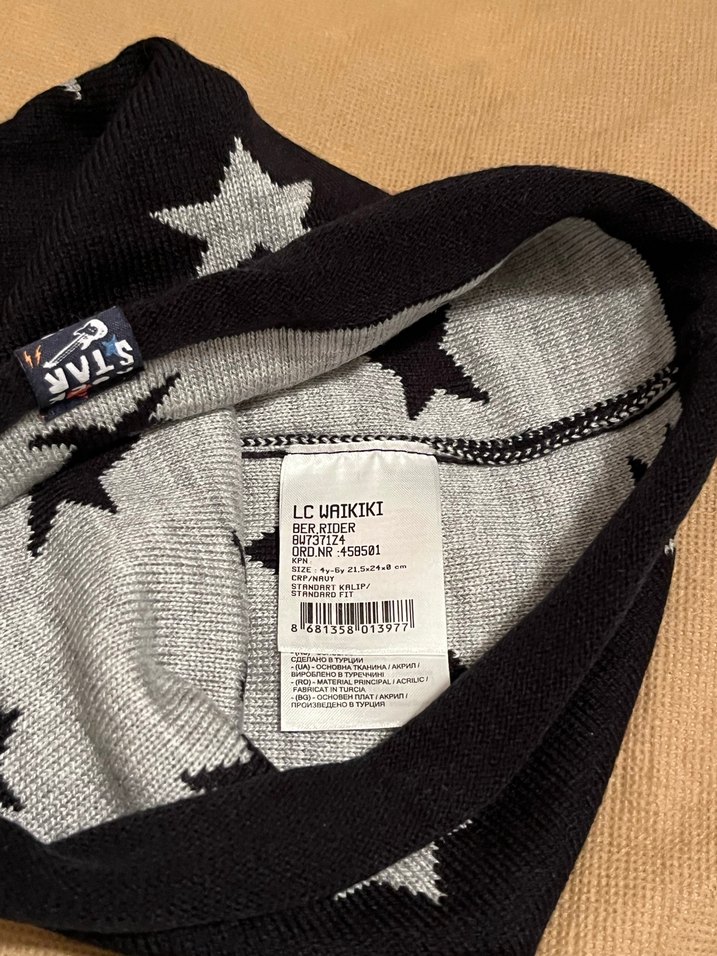 STAR
LC WAIKIKI
BER.RIDER
8W7371Z4
ORD.NR :458501
KPN:
SIZE : 4y-6y 21,5x24x0 cm
CRP/NAVY
STANDART KALIP/
STANDARD FIT
8 681358 013977
СДЕЛАНО В ТУРЦИИ
- (UA) - ОСНОВНА ТКАНИНА / АКРИЛ /
ВИРОБЛЕНО В ТУРЕЧЧИНІ
- (RO) - MATERIAL PRINCIPAL / ACRILIC /
FABRICAT IN TURCIA
- (BG) - ОСНОВЕН ПЛАТ / АКРИЛ /
ПРОИЗВЕДЕНО В ТУРЦИЯ